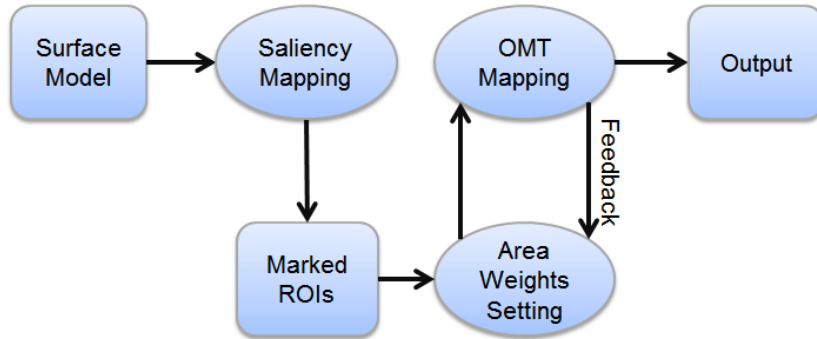 Surface
Model
Saliency
Mapping
OMT
Mapping
Output
Feedback
Marked
ROIs
Area
Weights
Setting